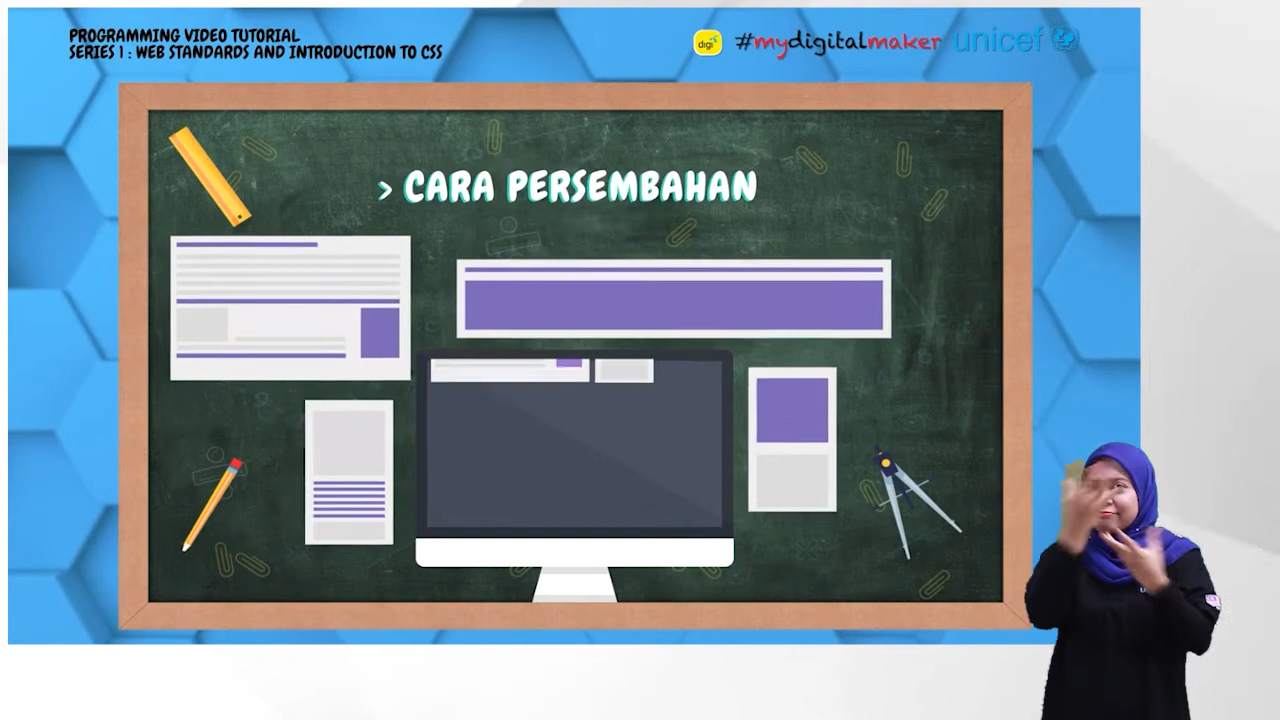 PROGRAMMING VIDEO TUTORIAL
SERIES 1 : WEB STANDARDS AND INTRODUCTION TO CSS
digi
#mydigitalmaker
unicef
> CARA PERSEMBAHAN